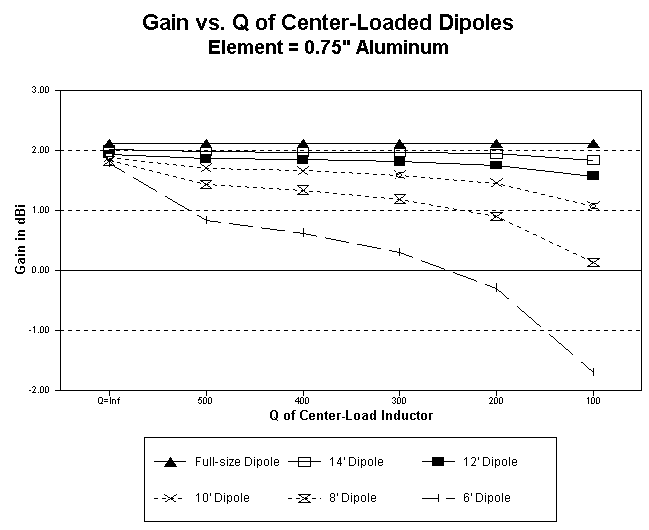 Gain vs. Q of Center-Loaded Dipoles
Element = 0.75" Aluminum
3.00
2.00
1.00
0.00
-1.00
-2.00
Gain in dBi
Q=Inf 500 400 300 200 100
Q of Center-Load Inductor
Full-size Dipole 14' Dipole 12' Dipole
10' Dipole 8' Dipole 6' Dipole